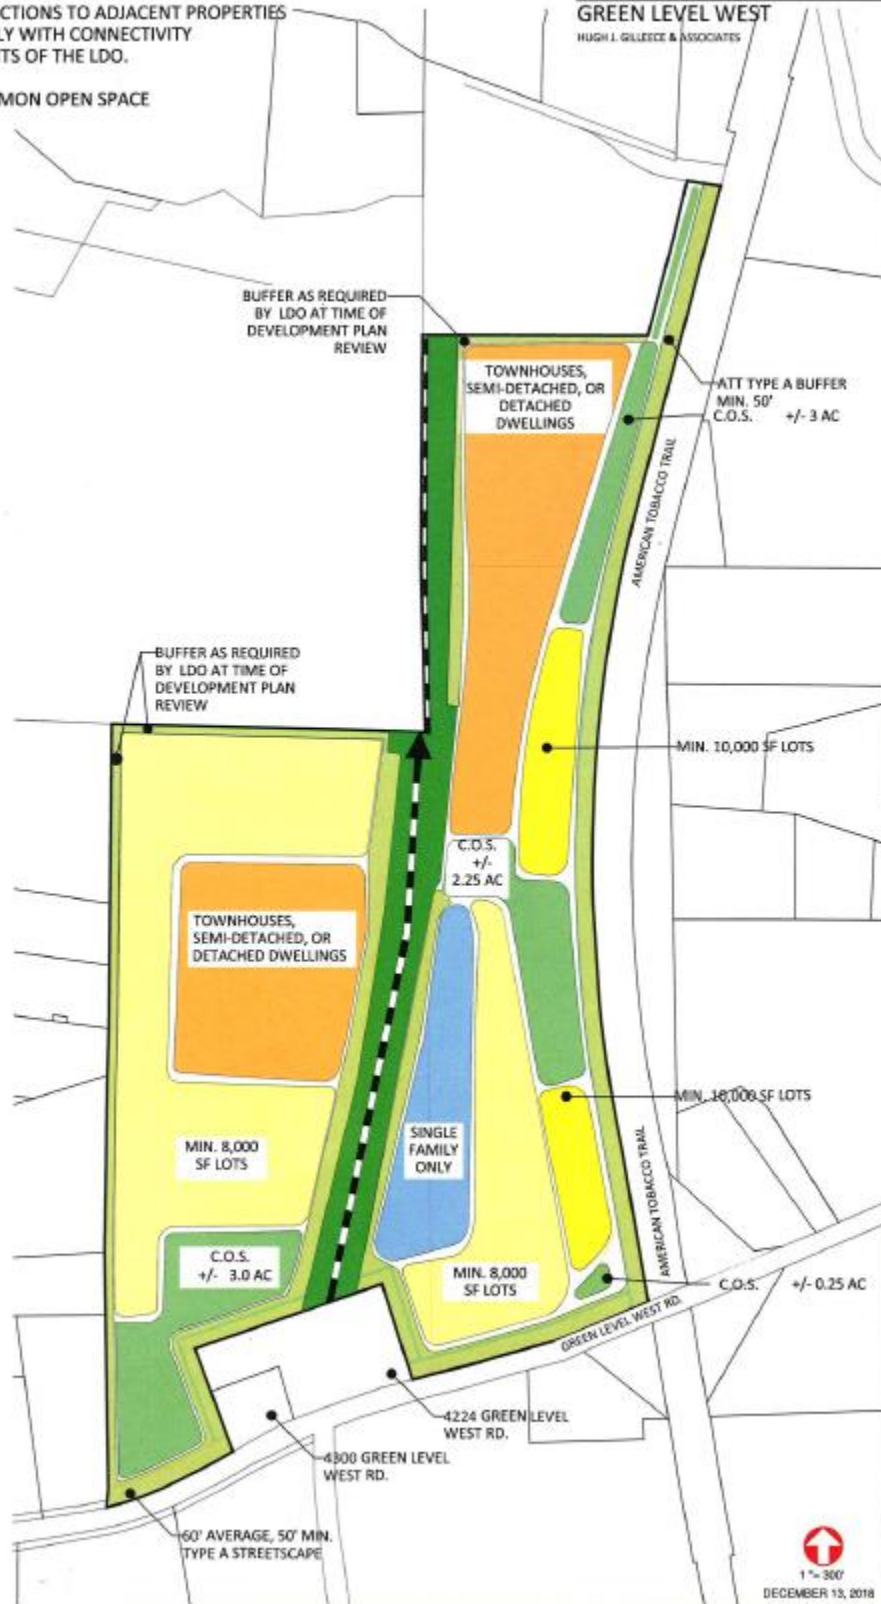 CTIONS TO ADJACENT PROPERTIES
LY WITH CONNECTIVITY
TS OF THE LDO.
MON OPEN SPACE
GREEN LEVEL WEST
HUGH J. GILLEECE & ASSOCIATES
BUFFER AS REQUIRED
BY LDO AT TIME OF
DEVELOPMENT PLAN
REVIEW
TOWNHOUSES,
SEMI-DETACHED, OR
DETACHED
DWELLINGS
ATT TYPE A BUFFER
MIN. 50'
C.O.S. +/- 3 AC
AMERICAN TOBACCO TRAIL
BUFFER AS REQUIRED
BY LDO AT TIME OF
DEVELOPMENT PLAN
REVIEW
MIN. 10,000 SF LOTS
C.O.S.
+/-
2.25 AC
TOWNHOUSES,
SEMI-DETACHED, OR
DETACHED DWELLINGS
MIN. 10,000 SF LOTS
SINGLE
FAMILY
ONLY
MIN. 8,000
SF LOTS
AMERICAN TOBACCO TRAIL
C.O.S.
+/- 3.0 AC
MIN. 8,000
SF LOTS
C.O.S. +/- 0.25 AC
GREEN LEVEL WEST RD.
4224 GREEN LEVEL
WEST RD.
4300 GREEN LEVEL
WEST RD.
60' AVERAGE, 50' MIN.
TYPE A STREETSCAPE
1"= 300'
DECEMBER 13, 2018